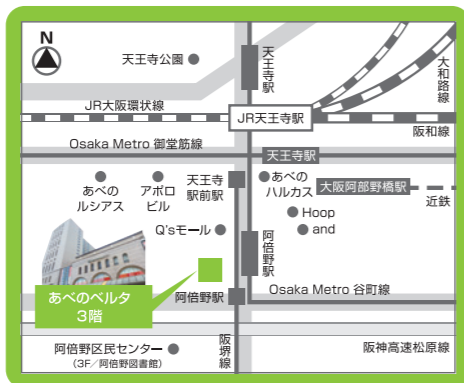 N
天王寺公園
天王寺駅
大和路線
JR大阪環状線
JR天王寺駅
阪和線
Osaka Metro 御堂筋線
天王寺駅
あべの
ルシアス
アポロ
ビル
天王寺
駅前駅
あべの
ハルカス
大阪阿部野橋駅
近鉄
Hoop
and
Q'sモール
阿倍野駅
あべのベルタ
3階
阿倍野駅
Osaka Metro 谷町線
阪堺線
阿倍野区民センター
(3F/阿倍野図書館)
阪神高速松原線